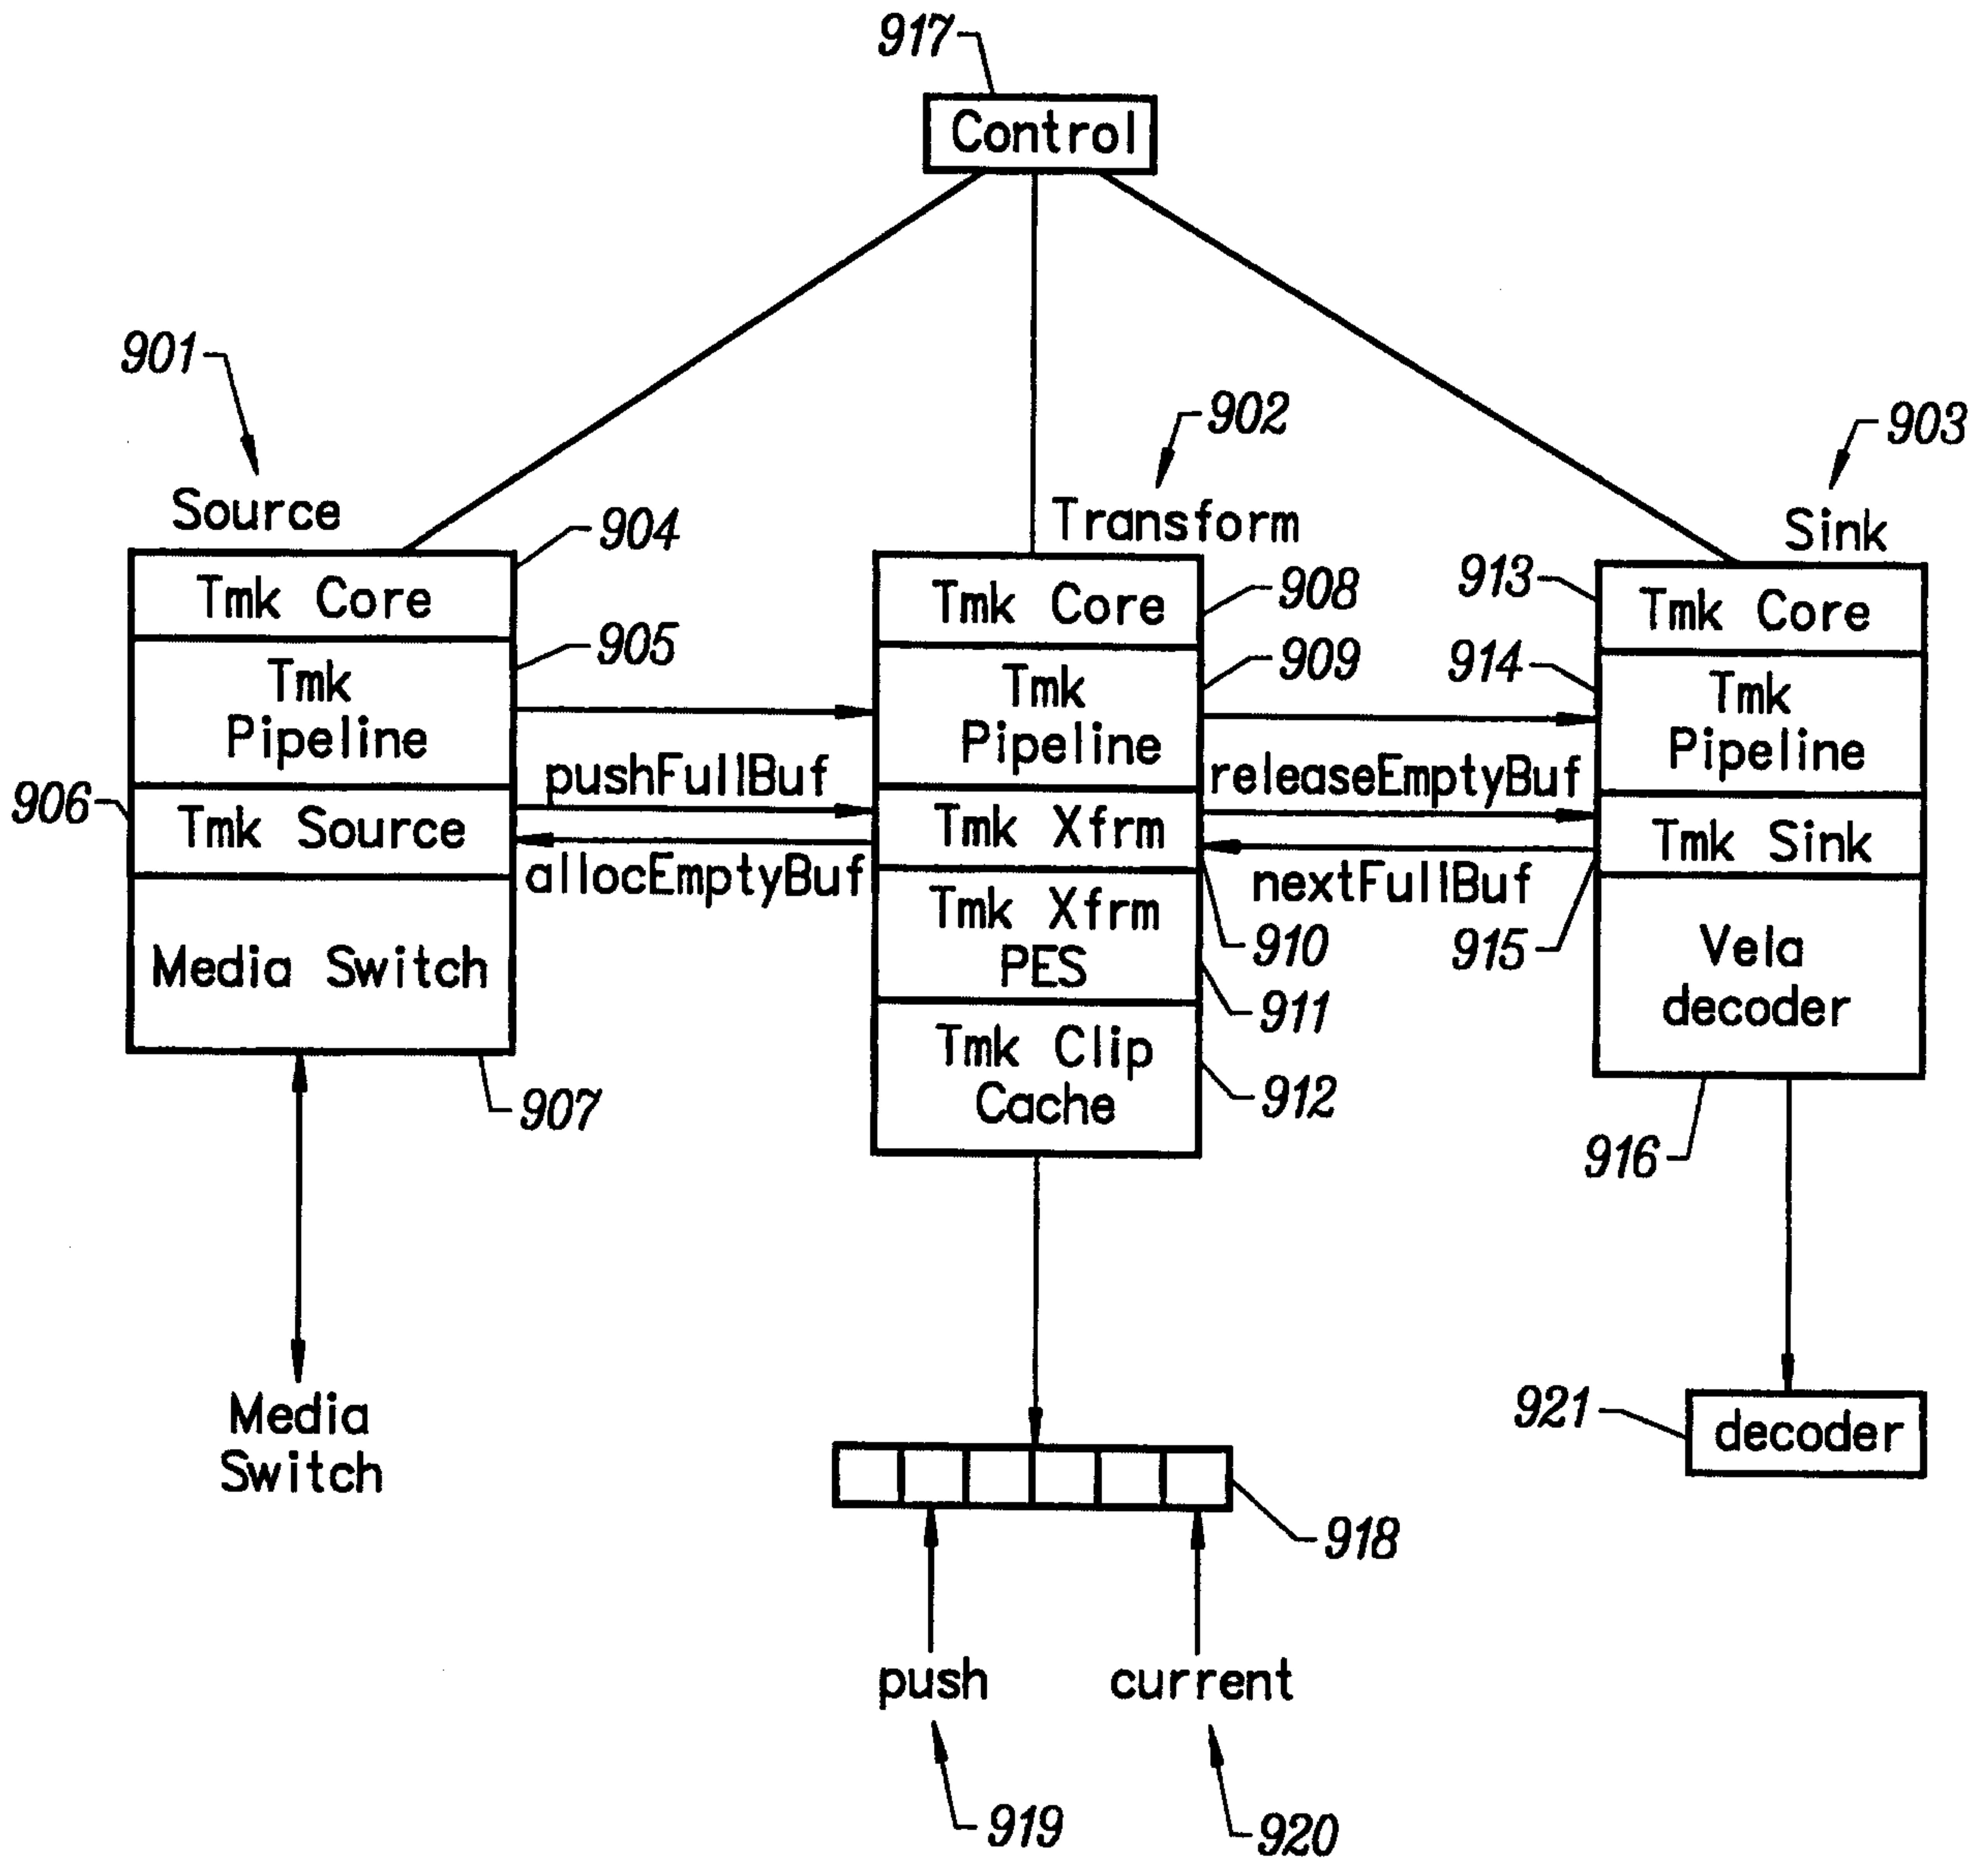 917
Control
901
902
903
Source
Transform
Sink
904
Tmk Core
905
Tmk
Pipeline
906
Tmk Source
Media Switch
907
Media
Switch
pushFullBuf
allocEmptyBuf
Tmk Core
908
Tmk
Pipeline
909
Tmk Xfrm
910
Tmk Xfrm
PES
911
Tmk Clip
Cache
912
releaseEmptyBuf
nextFullBuf
913
Tmk Core
914
Tmk
Pipeline
Tmk Sink
915
Vela
decoder
916
921
decoder
918
push
current
919
920